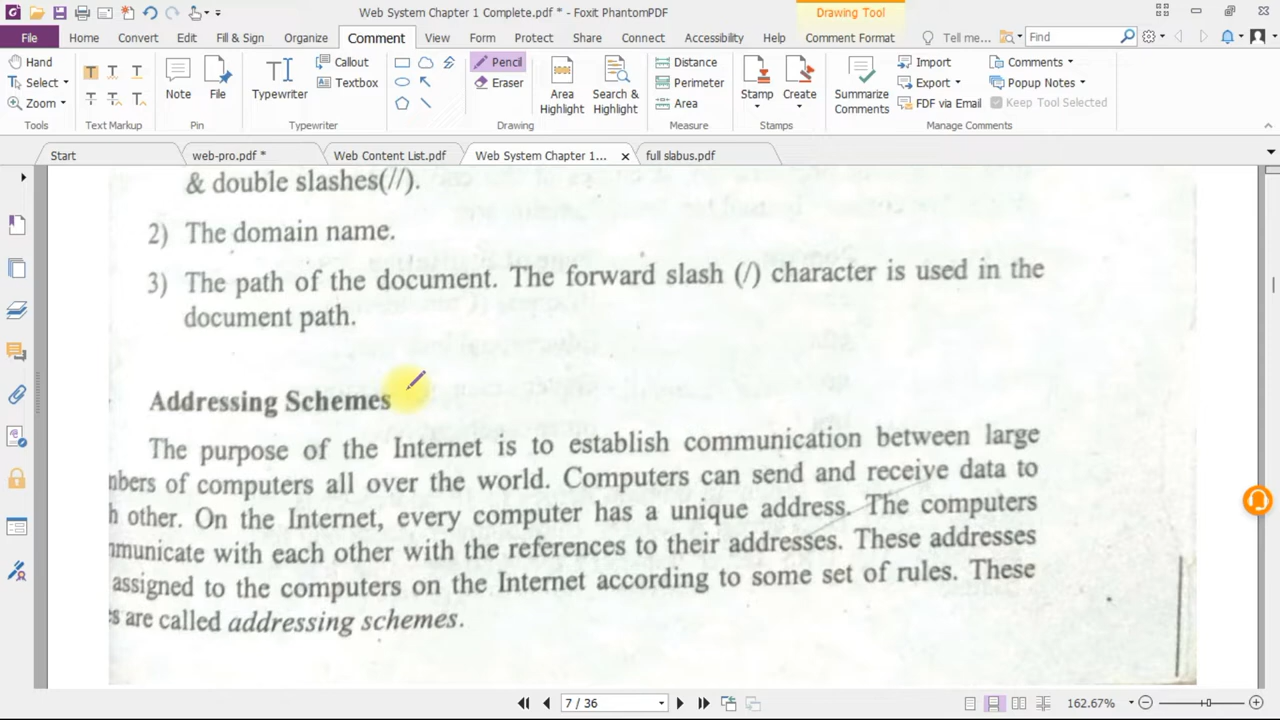 Web System Chapter 1 Complete.pdf * - Foxit PhantomPDF
Drawing Tool
File Home Convert Edit Fill & Sign Organize Comment View Form Protect Share Connect Accessibility Help Comment Format Tell me... Find
Hand
Select
Zoom
Tools
T T T
T T T
Text Markup
Note
File
Pin
Typewriter
Callout
Textbox
Typewriter
Pencil
Eraser
Area Highlight
Search & Highlight
Drawing
Distance
Perimeter
Area
Measure
Stamp
Create
Stamps
Summarize Comments
Import
Export
FDF via Email
Comments
Popup Notes
Keep Tool Selected
Manage Comments
Start web-pro.pdf * Web Content List.pdf Web System Chapter 1... full slabus.pdf
& double slashes(//).
2) The domain name.
3) The path of the document. The forward slash (/) character is used in the
document path.
Addressing Schemes
The purpose of the Internet is to establish communication between large
nbers of computers all over the world. Computers can send and receive data to
h other. On the Internet, every computer has a unique address. The computers
nmunicate with each other with the references to their addresses. These addresses
assigned to the computers on the Internet according to some set of rules. These
s are called addressing schemes.
7 / 36
162.67%